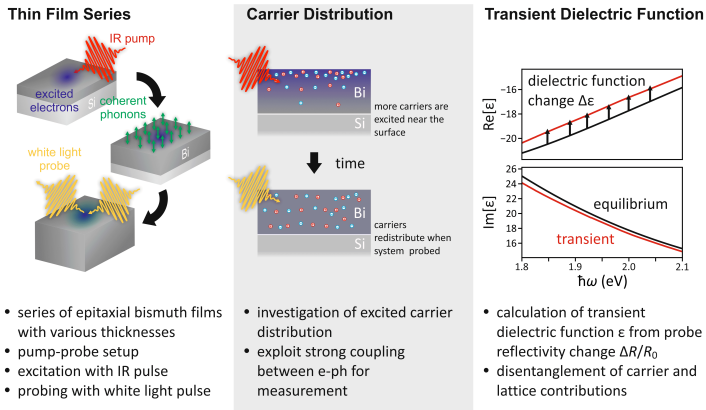 Thin Film Series
IR pump
excited
electrons
Si
coherent
phonons
Bi
white light
probe
• series of epitaxial bismuth films
with various thicknesses
• pump-probe setup
• excitation with IR pulse
• probing with white light pulse
Carrier Distribution
Bi
Si
more carriers are
excited near the
surface
time
Bi
Si
carriers
redistribute when
system probed
• investigation of excited carrier
distribution
• exploit strong coupling
between e-ph for
measurement
Transient Dielectric Function
dielectric function
change Δε
Re[ε]
−16
−18
−20
equilibrium
transient
Im[ε]
26
24
22
20
18
16
1.8
1.9
2.0
2.1
ħω (eV)
• calculation of transient
dielectric function ε from probe
reflectivity change ΔR/R₀
• disentanglement of carrier and
lattice contributions